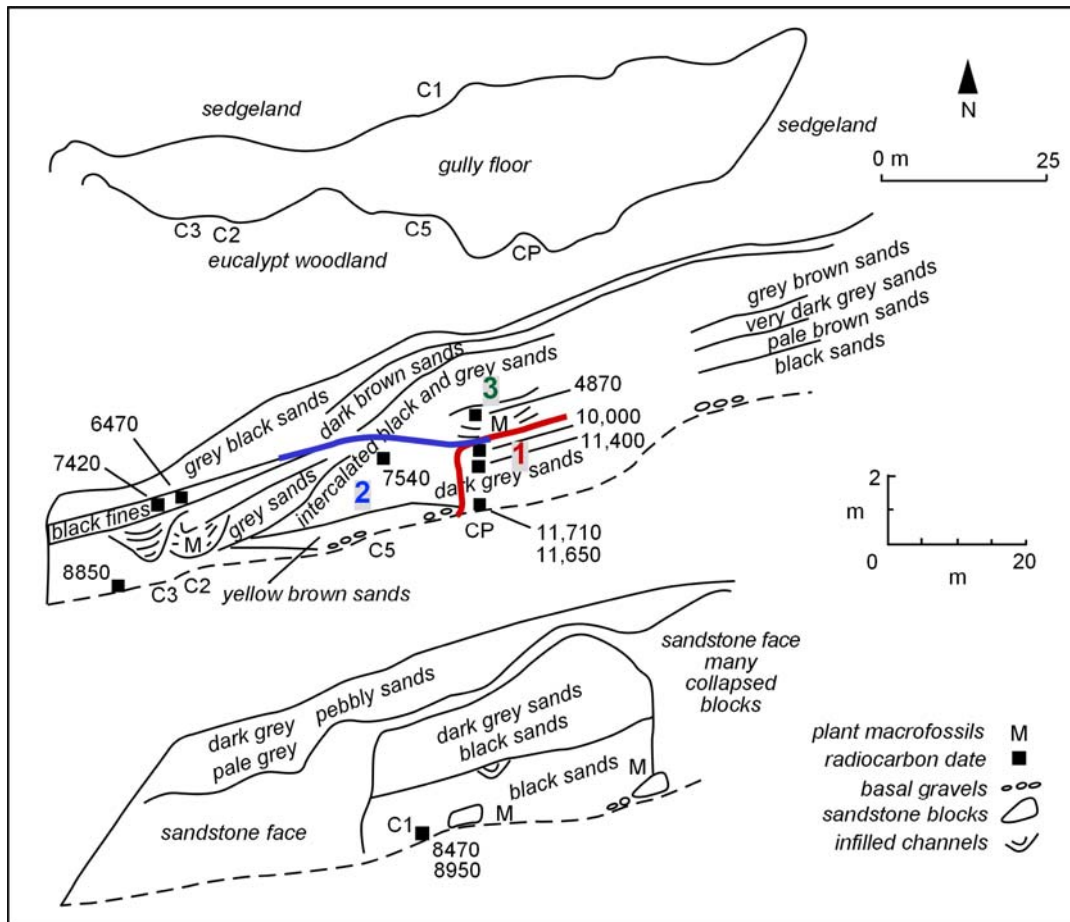 C1
sedgeland
N
sedgeland
gully floor
0 m
25
C3
C2
C5
CP
eucalypt woodland
grey brown sands
very dark grey sands
pale brown sands
black sands
dark brown sands
intercalated black and grey sands
grey black sands
3
4870
M
6470
10,000
11,400
1
7420
7540
dark grey sands
2
black fines
grey sands
M
2
m
0
20
m
CP
11,710
11,650
C5
8850
C3
C2
yellow brown sands
sandstone face
many
collapsed
blocks
pebbly sands
dark grey
pale grey
dark grey sands
black sands
black sands
M
M
sandstone face
C1
8470
8950
plant macrofossils M
radiocarbon date
basal gravels
sandstone blocks
infilled channels